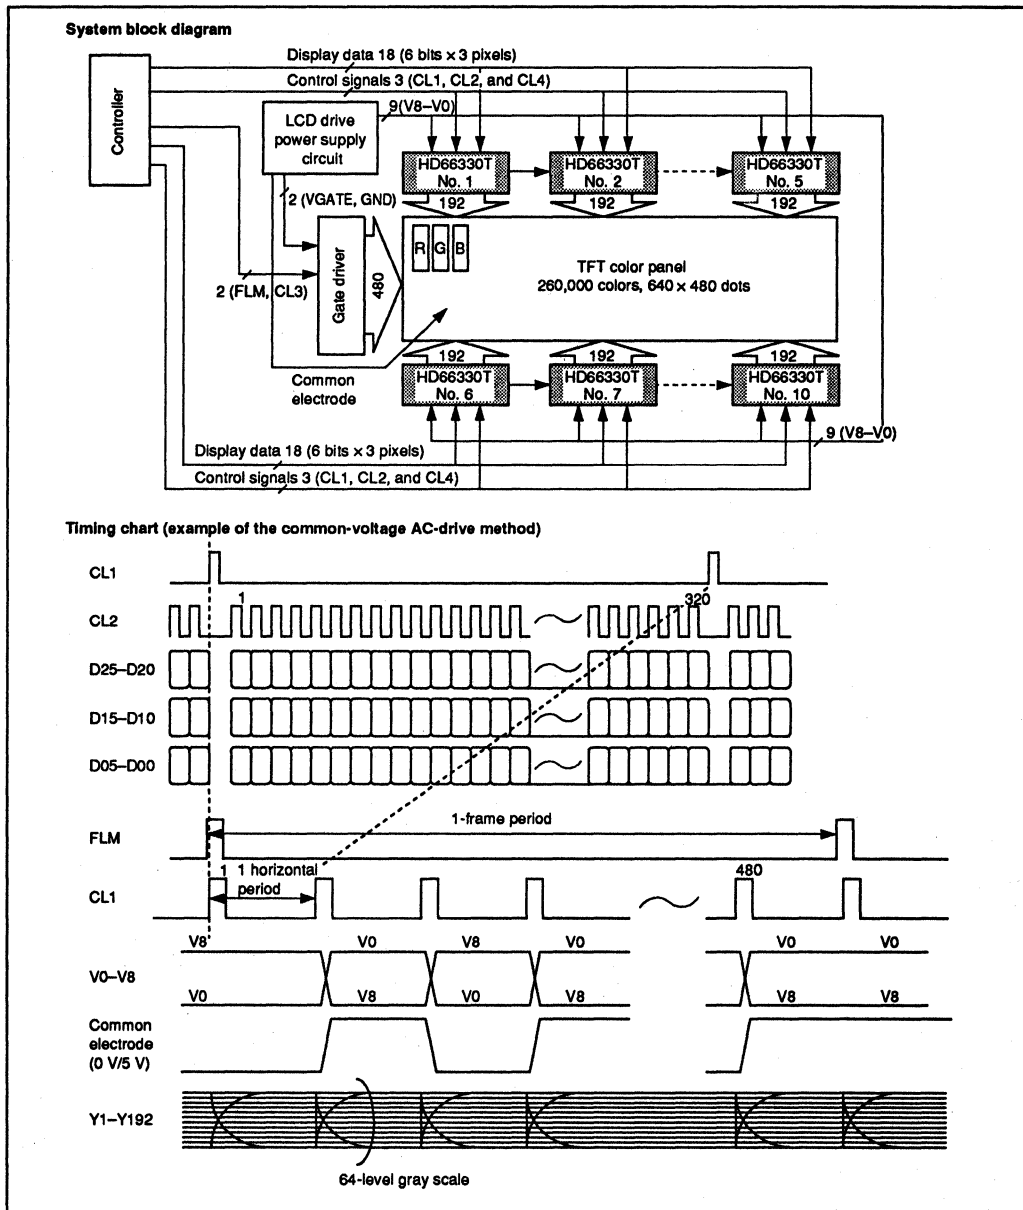 System block diagram
Controller
Display data 18 (6 bits × 3 pixels)
Control signals 3 (CL1, CL2, and CL4)
LCD drive
power supply
circuit
9(V8–V0)
HD66330T
No. 1
HD66330T
No. 2
HD66330T
No. 5
192
192
192
2 (VGATE, GND)
2 (FLM, CL3)
Gate driver
480
R G B
TFT color panel
260,000 colors, 640 × 480 dots
Common
electrode
192
192
192
HD66330T
No. 6
HD66330T
No. 7
HD66330T
No. 10
9 (V8–V0)
Display data 18 (6 bits × 3 pixels)
Control signals 3 (CL1, CL2, and CL4)
Timing chart (example of the common-voltage AC-drive method)
CL1
1
320
CL2
D25–D20
D15–D10
D05–D00
FLM
1-frame period
1
1 horizontal
period
480
CL1
V8 V0 V8 V0 V0 V0
V0–V8
V0 V8 V0 V8 V8 V8
Common
electrode
(0 V/5 V)
Y1–Y192
64-level gray scale